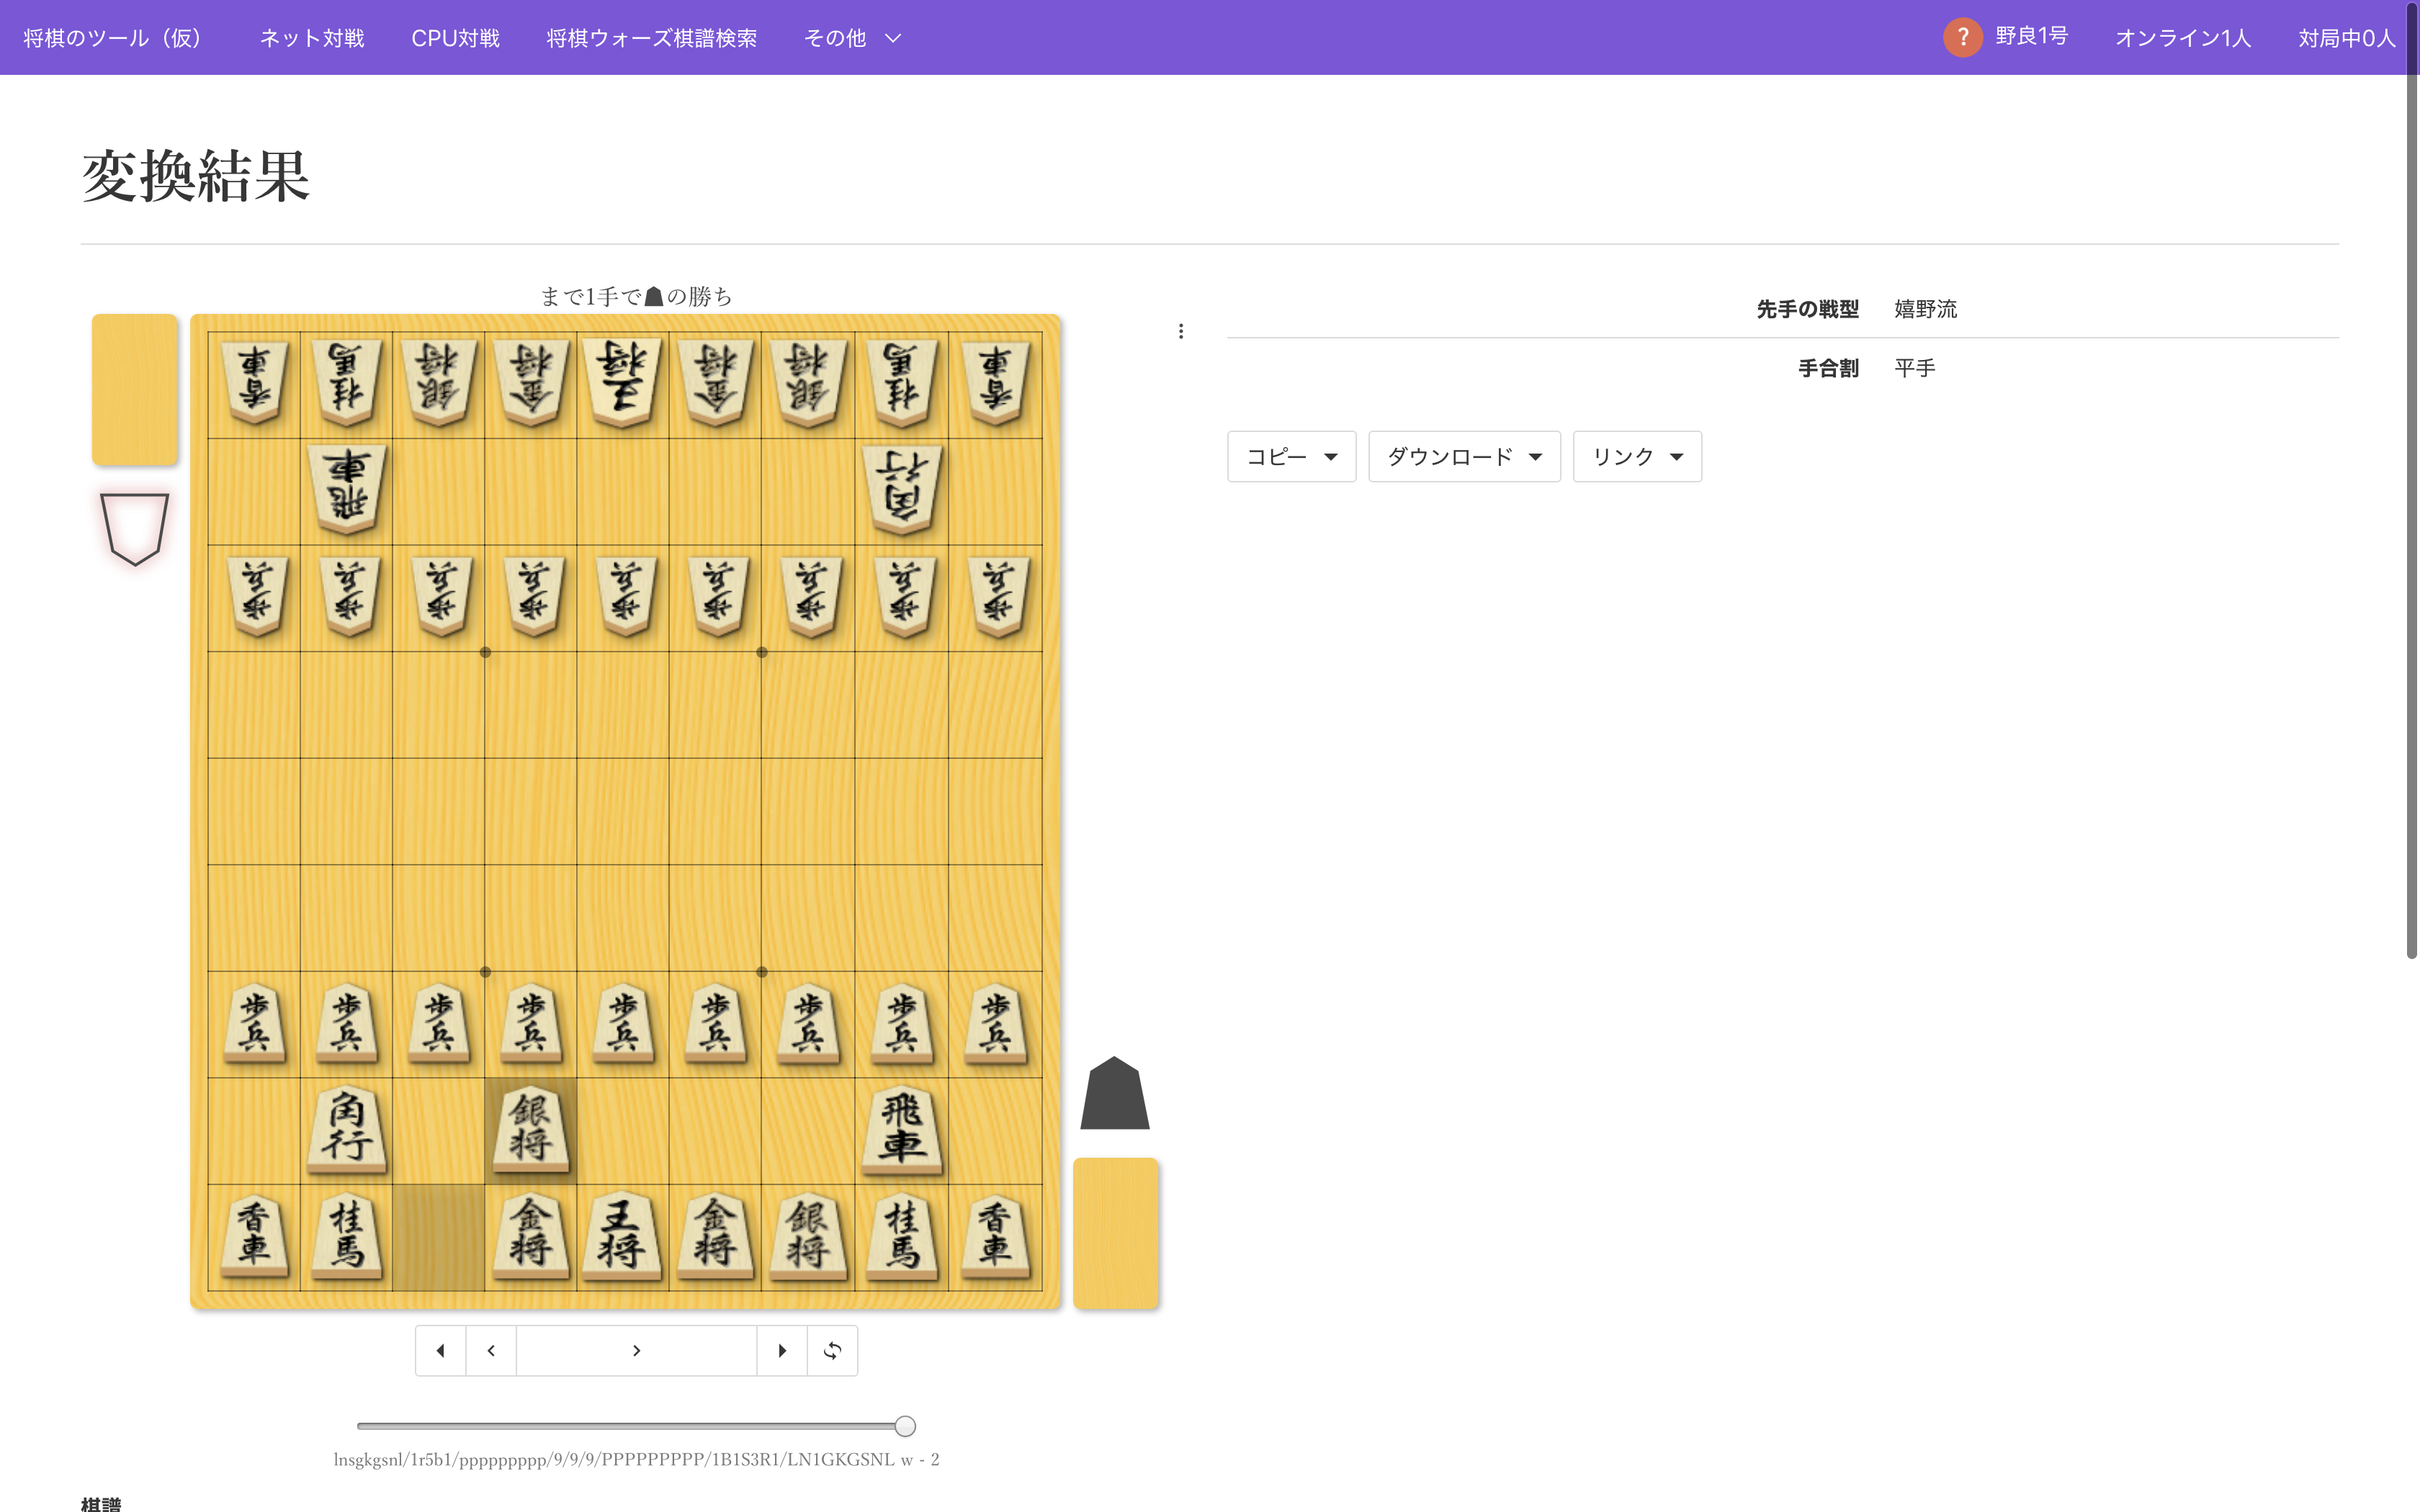 将棋のツール（仮） ネット対戦 CPU対戦 将棋ウォーズ棋譜検索 その他 ? 野良1号 オンライン1人 対局中0人
変換結果
まで1手で☗の勝ち
先手の戦型 嬉野流
手合割 平手
コピー ダウンロード リンク
香車 桂馬 銀将 金将 王将 金将 銀将 桂馬 香車
飛車 角行
歩兵 歩兵 歩兵 歩兵 歩兵 歩兵 歩兵 歩兵 歩兵
歩兵 歩兵 歩兵 歩兵 歩兵 歩兵 歩兵 歩兵 歩兵
角行 銀将 飛車
香車 桂馬 金将 王将 金将 銀将 桂馬 香車
lnsgkgsnl/1r5b1/ppppppppp/9/9/9/PPPPPPPPP/1B1S3R1/LN1GKGSNL w - 2
棋譜